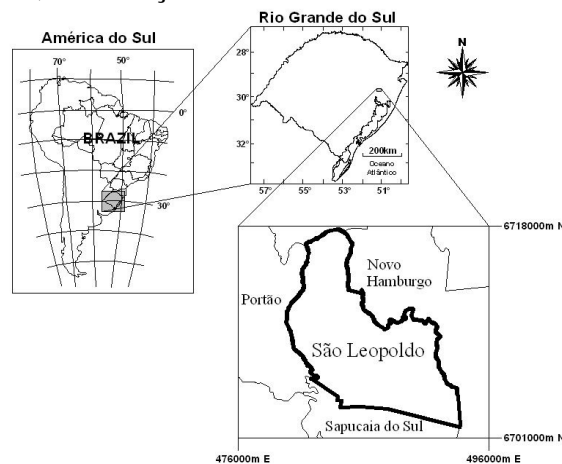 Rio Grande do Sul
América do Sul
N
70°
50°
0°
BRAZIL
30°
28°
30°
32°
200km
Oceano
Atlântico
57°
55°
53°
51°
6718000m N
Novo
Hamburgo
Portão
São Leopoldo
Sapucaia do Sul
6701000m N
476000m E
496000m E